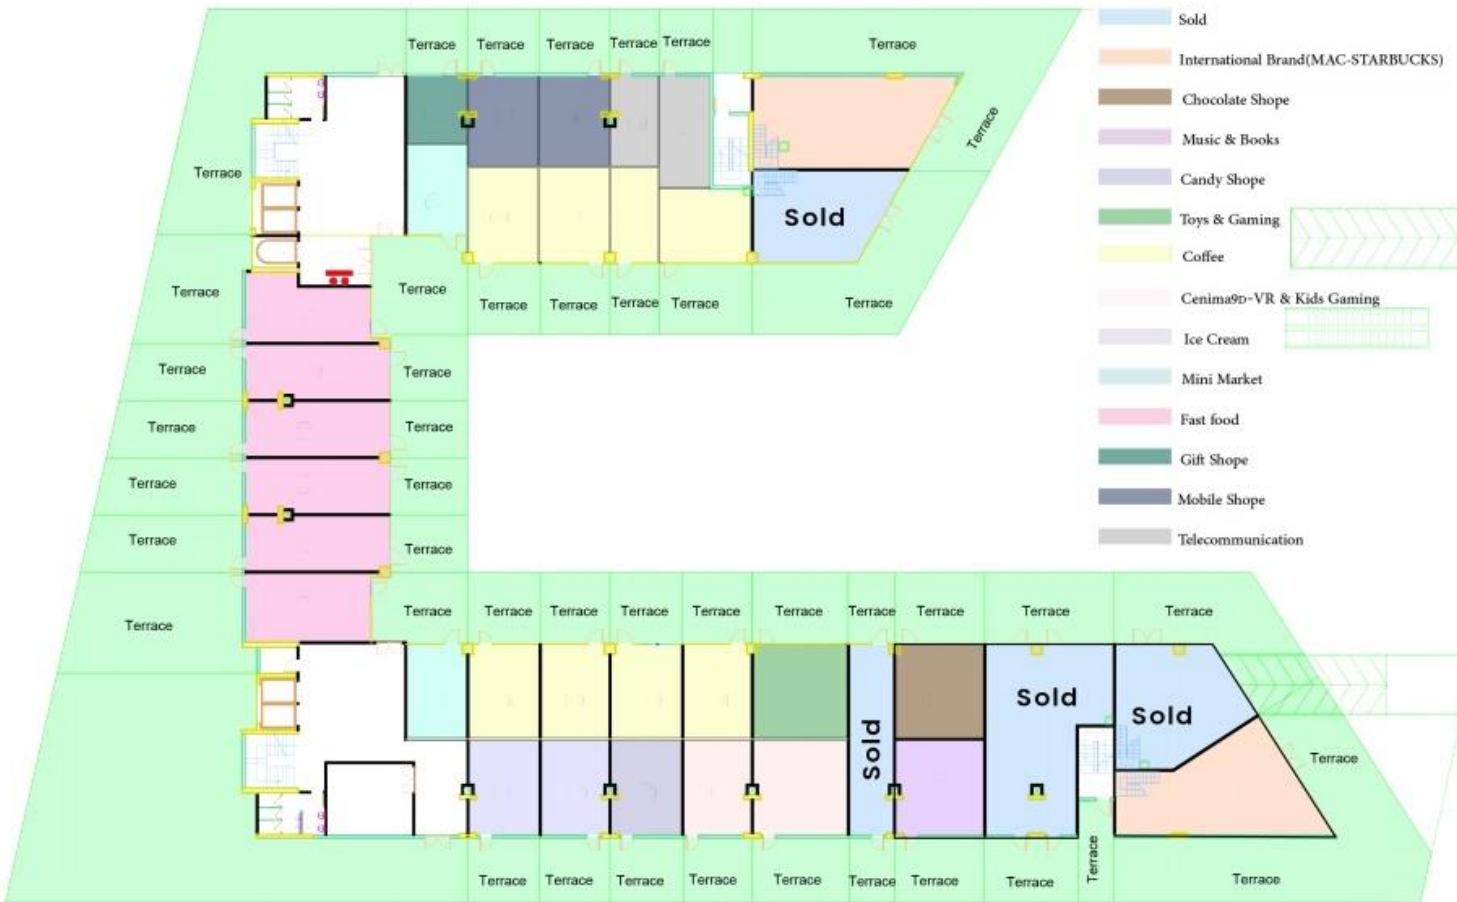 Terrace Terrace Terrace Terrace Terrace Terrace
Terrace
Terrace
Sold
Terrace Terrace
Terrace Terrace Terrace Terrace Terrace
Terrace Terrace
Terrace Terrace
Terrace Terrace
Terrace Terrace
Terrace
Terrace Terrace Terrace Terrace Terrace Terrace Terrace Terrace Terrace Terrace
Sold
Sold
Sold
Terrace
Terrace
Terrace Terrace Terrace Terrace Terrace Terrace Terrace Terrace Terrace
Sold
International Brand(MAC-STARBUCKS)
Chocolate Shope
Music & Books
Candy Shope
Toys & Gaming
Coffee
Cenima9D-VR & Kids Gaming
Ice Cream
Mini Market
Fast food
Gift Shope
Mobile Shope
Telecommunication